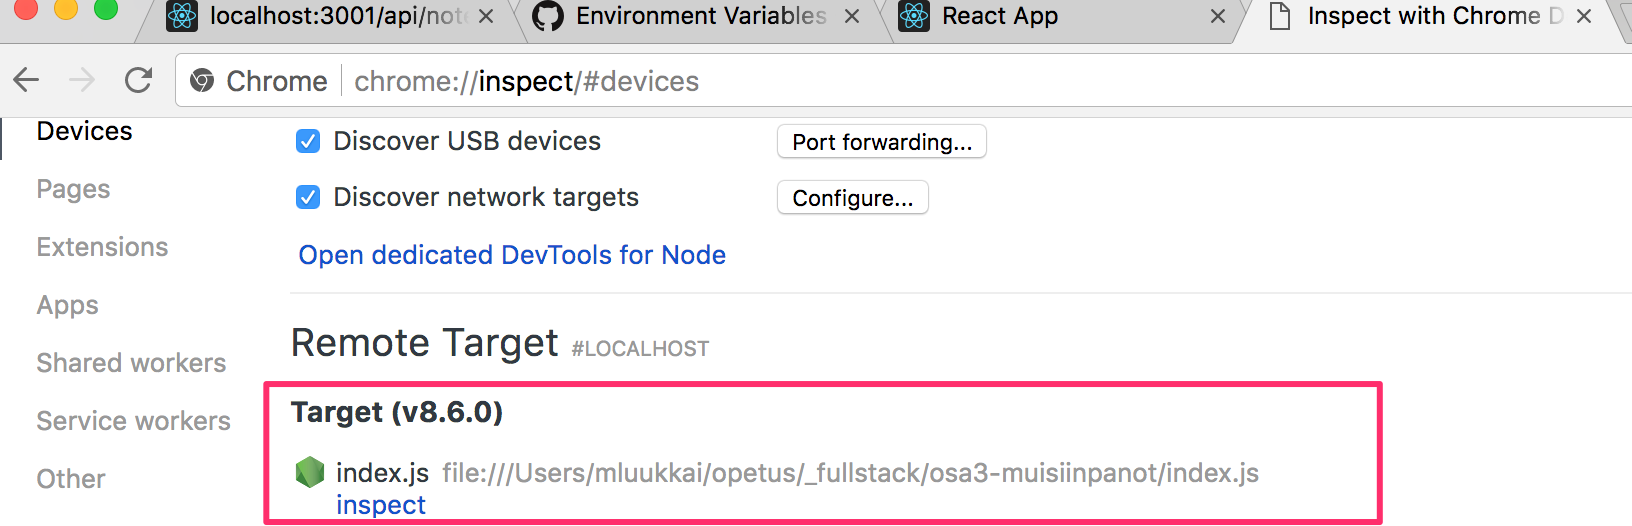 localhost:3001/api/note
Environment Variables
React App
Inspect with Chrome D
Chrome
chrome://inspect/#devices
Devices
Pages
Extensions
Apps
Shared workers
Service workers
Other
Discover USB devices
Port forwarding...
Discover network targets
Configure...
Open dedicated DevTools for Node
Remote Target #LOCALHOST
Target (v8.6.0)
index.js file:///Users/mluukkai/opetus/_fullstack/osa3-muisiinpanot/index.js
inspect